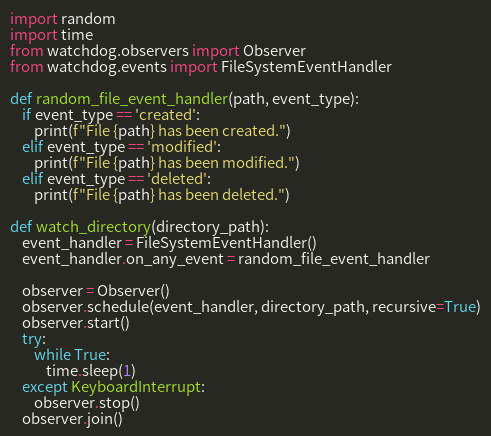 import random
import time
from watchdog.observers import Observer
from watchdog.events import FileSystemEventHandler

def random_file_event_handler(path, event_type):
    if event_type == 'created':
        print(f"File {path} has been created.")
    elif event_type == 'modified':
        print(f"File {path} has been modified.")
    elif event_type == 'deleted':
        print(f"File {path} has been deleted.")

def watch_directory(directory_path):
    event_handler = FileSystemEventHandler()
    event_handler.on_any_event = random_file_event_handler

    observer = Observer()
    observer.schedule(event_handler, directory_path, recursive=True)
    observer.start()
    try:
        while True:
            time.sleep(1)
    except KeyboardInterrupt:
        observer.stop()
    observer.join()